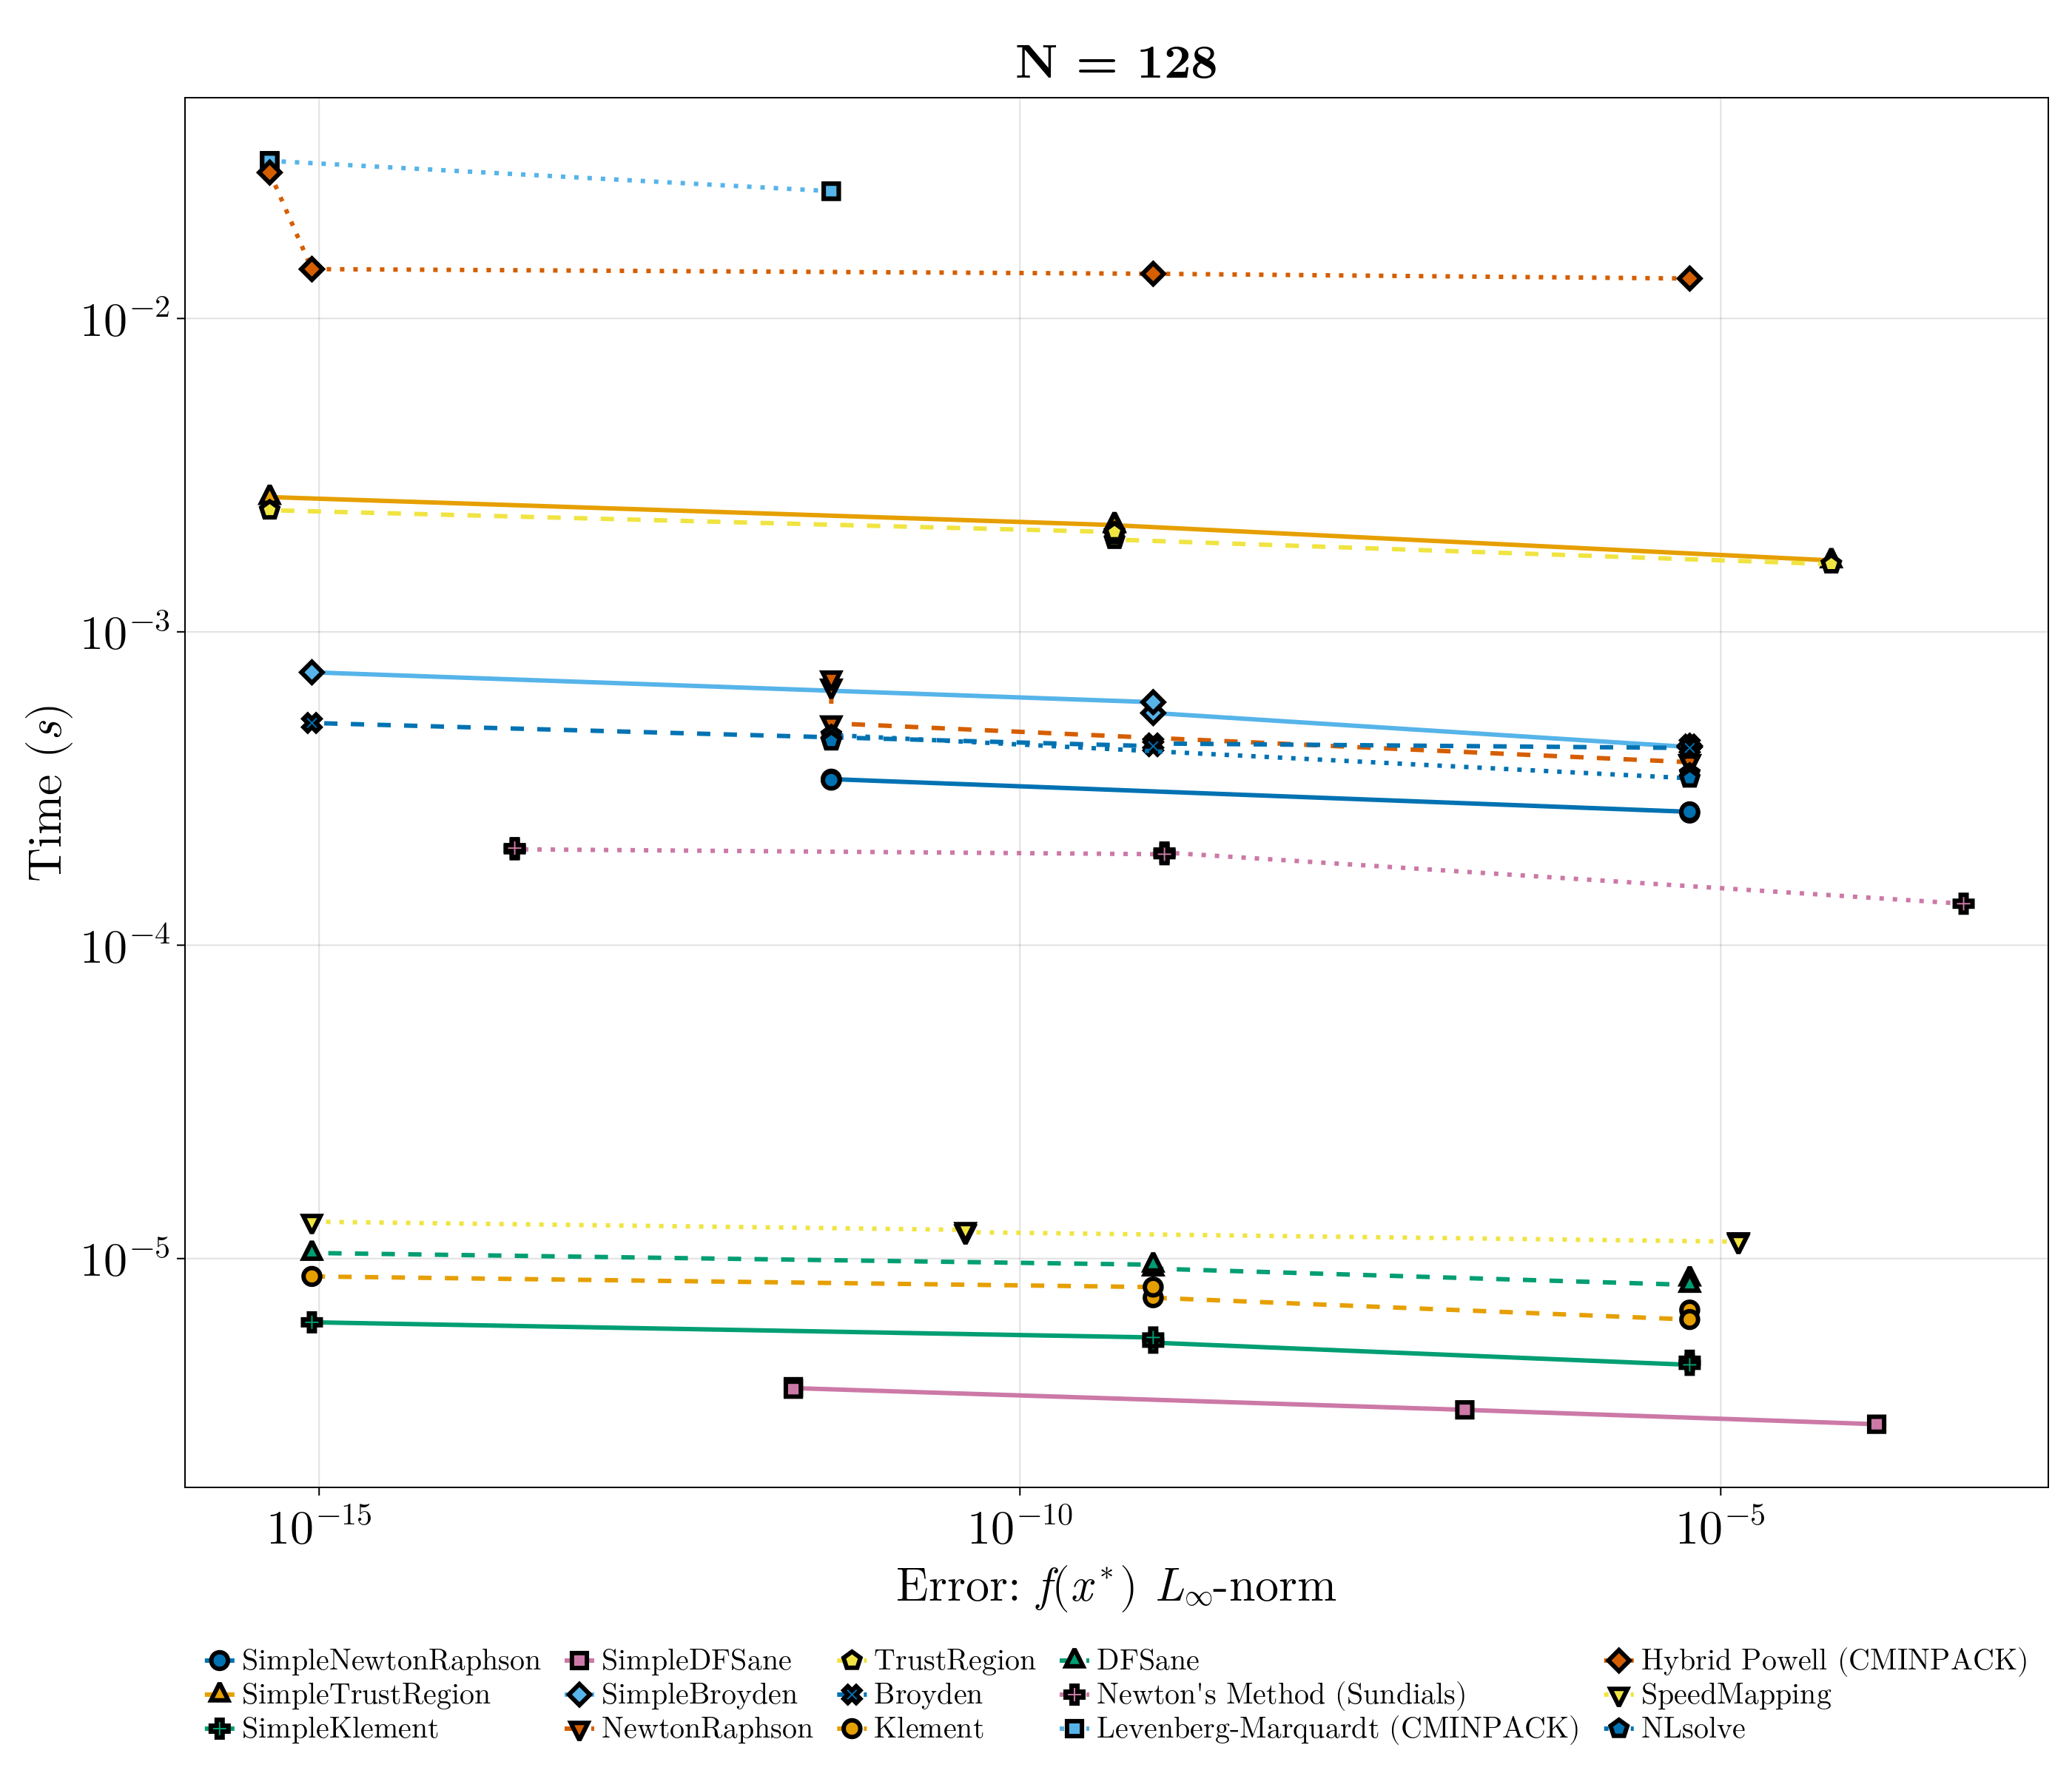 N = 128
Time (s)
10⁻²
10⁻³
10⁻⁴
10⁻⁵
10⁻¹⁵ 10⁻¹⁰ 10⁻⁵
Error: f(x*) L∞-norm
SimpleNewtonRaphson SimpleDFSane TrustRegion DFSane Hybrid Powell (CMINPACK)
SimpleTrustRegion SimpleBroyden Broyden Newton's Method (Sundials) SpeedMapping
SimpleKlement NewtonRaphson Klement Levenberg-Marquardt (CMINPACK) NLsolve